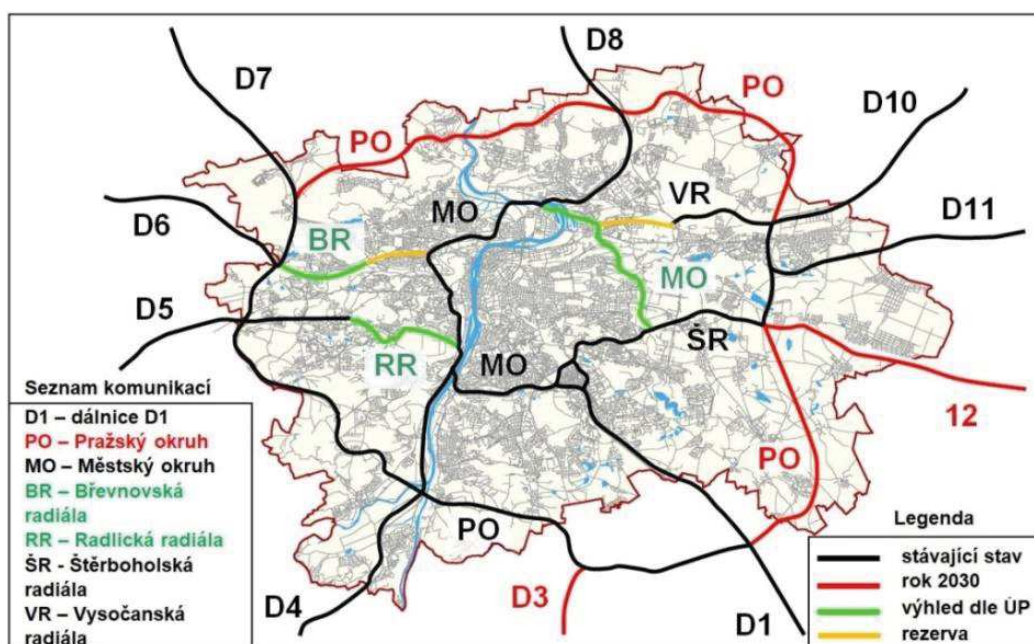 D8
D7
PO
D10
PO
VR
MO
D11
D6
BR
MO
D5
ŠR
RR
MO
12
PO
PO
D3
D4
D1
Seznam komunikací
D1 – dálnice D1
PO – Pražský okruh
MO – Městský okruh
BR – Břevnovská
radiála
RR – Radlická radiála
ŠR - Štěrboholská
radiála
VR – Vysočanská
radiála
Legenda
stávající stav
rok 2030
výhled dle ÚP
rezerva